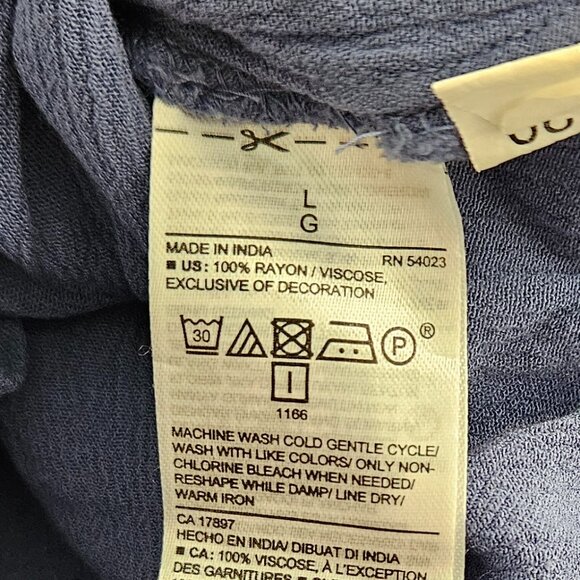 L
G
MADE IN INDIA RN 54023
■ US: 100% RAYON / VISCOSE,
EXCLUSIVE OF DECORATION
30 P ®
I
1166
MACHINE WASH COLD GENTLE CYCLE/
WASH WITH LIKE COLORS/ ONLY NON-
CHLORINE BLEACH WHEN NEEDED/
RESHAPE WHILE DAMP/ LINE DRY/
WARM IRON
CA 17897
HECHO EN INDIA/ DIBUAT DI INDIA
■ CA: 100% VISCOSE, À L'EXCEPTION
DES GARNITURES